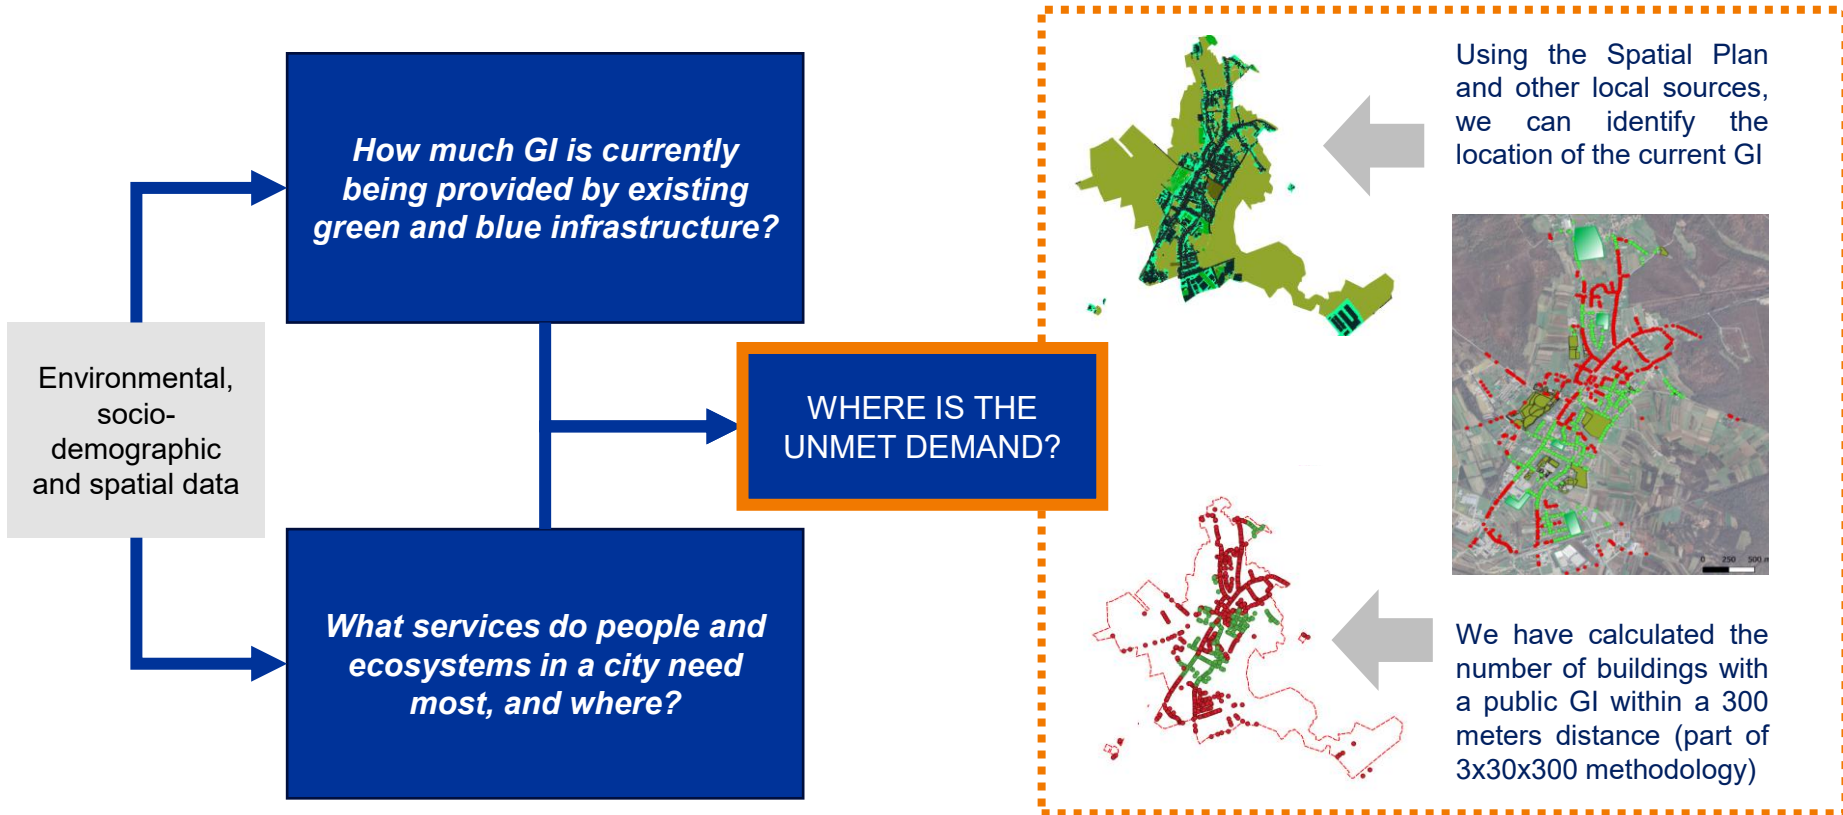 How much GI is currently
being provided by existing
green and blue infrastructure?
Environmental,
socio-
demographic
and spatial data
What services do people and
ecosystems in a city need
most, and where?
WHERE IS THE
UNMET DEMAND?
Using the Spatial Plan
and other local sources,
we can identify the
location of the current GI
0 250 500 m
We have calculated the
number of buildings with
a public GI within a 300
meters distance (part of
3x30x300 methodology)